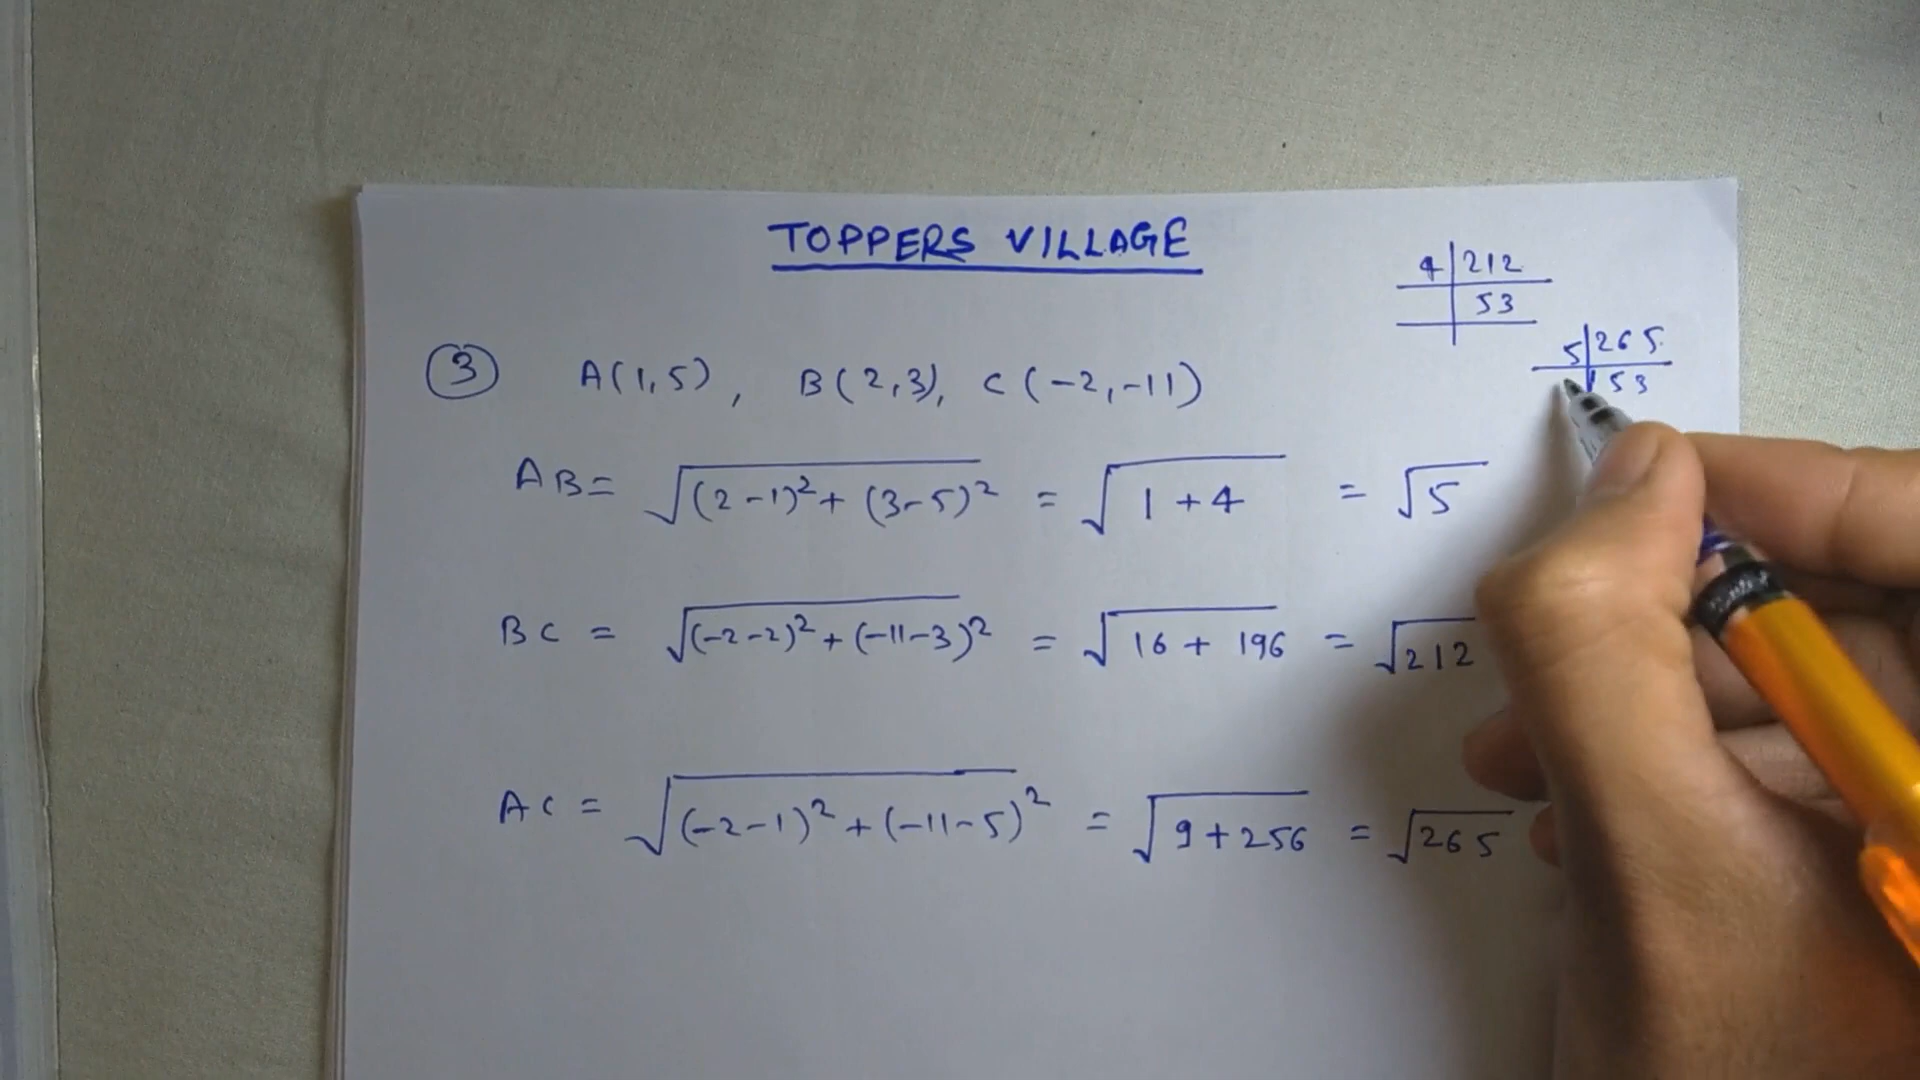 TOPPERS VILLAGE
4 | 212
53
5 | 265
53
③ A(1,5), B(2,3), C(-2,-11)
AB = √(2-1)² + (3-5)² = √1+4 = √5
BC = √(-2-2)² + (-11-3)² = √16 + 196 = √212
AC = √(-2-1)² + (-11-5)² = √9+256 = √265